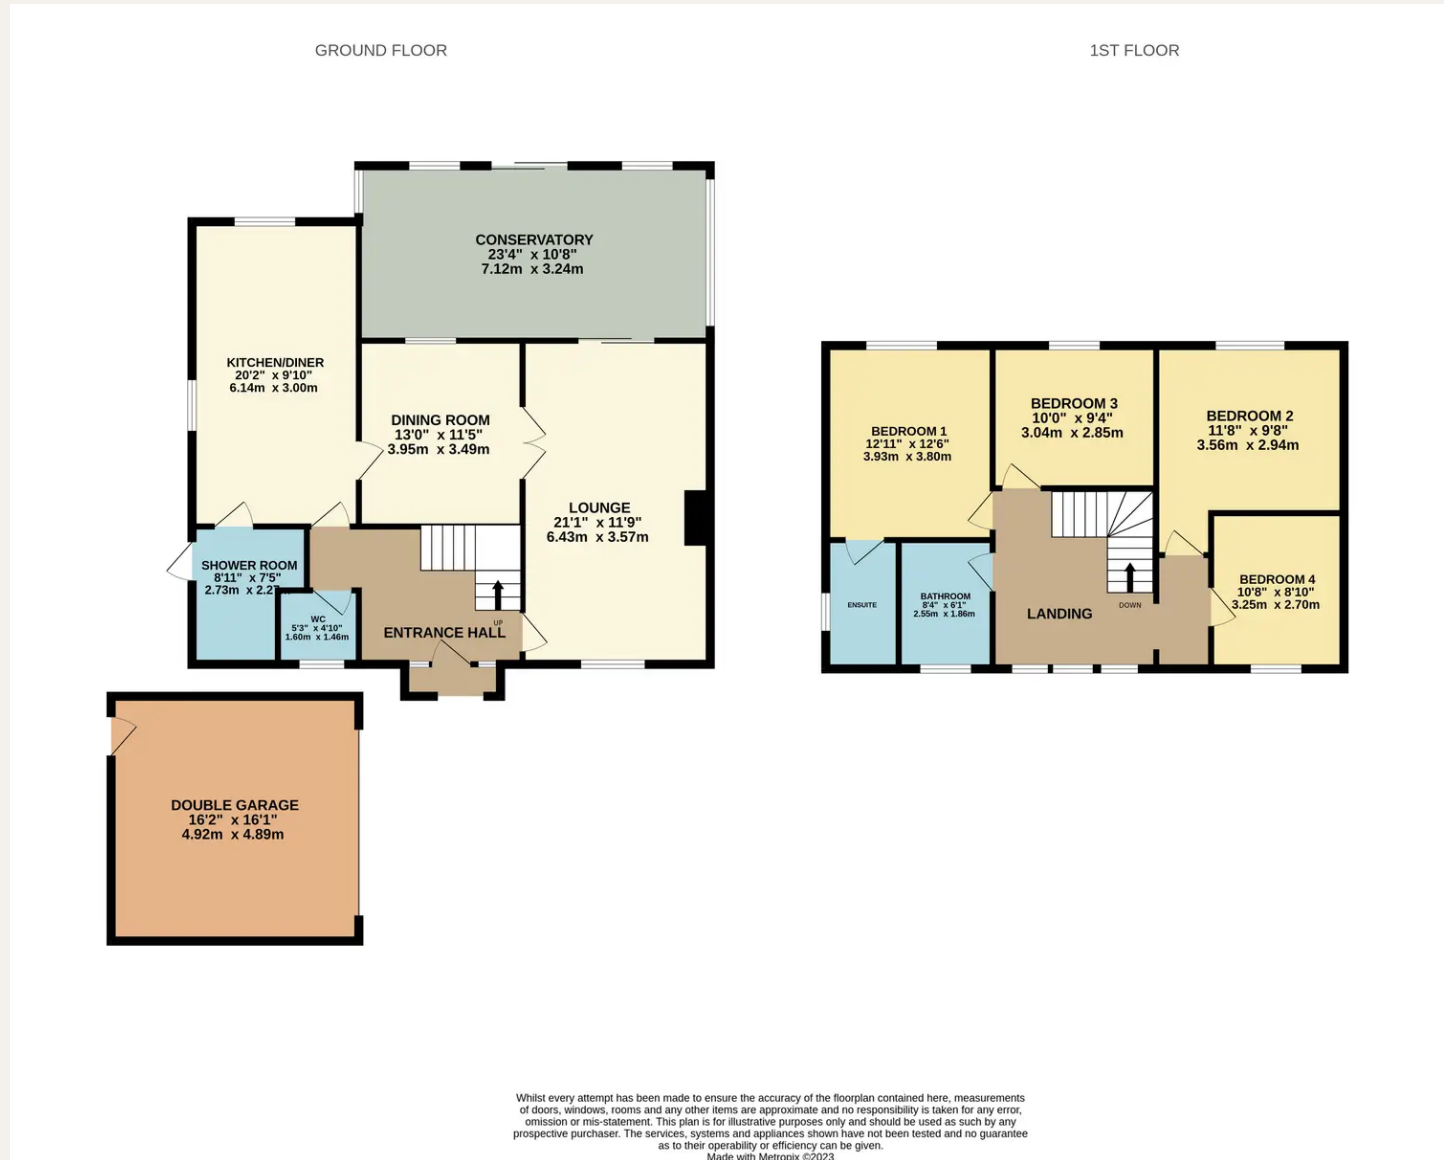 GROUND FLOOR
1ST FLOOR
CONSERVATORY
23'4" x 10'8"
7.12m x 3.24m
KITCHEN/DINER
20'2" x 9'10"
6.14m x 3.00m
DINING ROOM
13'0" x 11'5"
3.95m x 3.49m
LOUNGE
21'1" x 11'9"
6.43m x 3.57m
SHOWER ROOM
8'11" x 7'5"
2.73m x
WC
5'3" x 4'10"
1.60m x 1.46m
UP
ENTRANCE HALL
DOUBLE GARAGE
16'2" x 16'1"
4.92m x 4.89m
BEDROOM 1
12'11" x 12'6"
3.93m x 3.80m
BEDROOM 3
10'0" x 9'4"
3.04m x 2.85m
BEDROOM 2
11'8" x 9'8"
3.56m x 2.94m
ENSUITE
BATHROOM
8'4" x 6'1"
2.55m x 1.86m
DOWN
LANDING
BEDROOM 4
10'8" x 8'10"
3.25m x 2.70m
Whilst every attempt has been made to ensure the accuracy of the floorplan contained here, measurements
of doors, windows, rooms and any other items are approximate and no responsibility is taken for any error,
omission or mis-statement. This plan is for illustrative purposes only and should be used as such by any
prospective purchaser. The services, systems and appliances shown have not been tested and no guarantee
as to their operability or efficiency can be given.
Made with Metropix ©2023